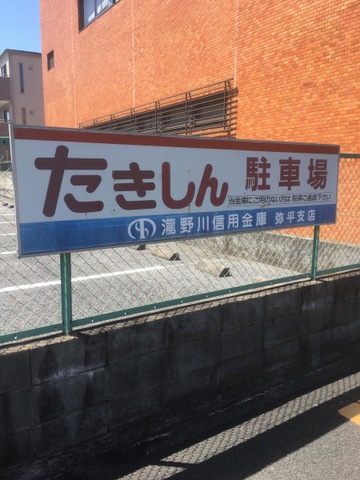 たきしん 駐車場
当金庫にご用のない方は 駐車ご遠慮下さい
瀧野川信用金庫 弥平支店